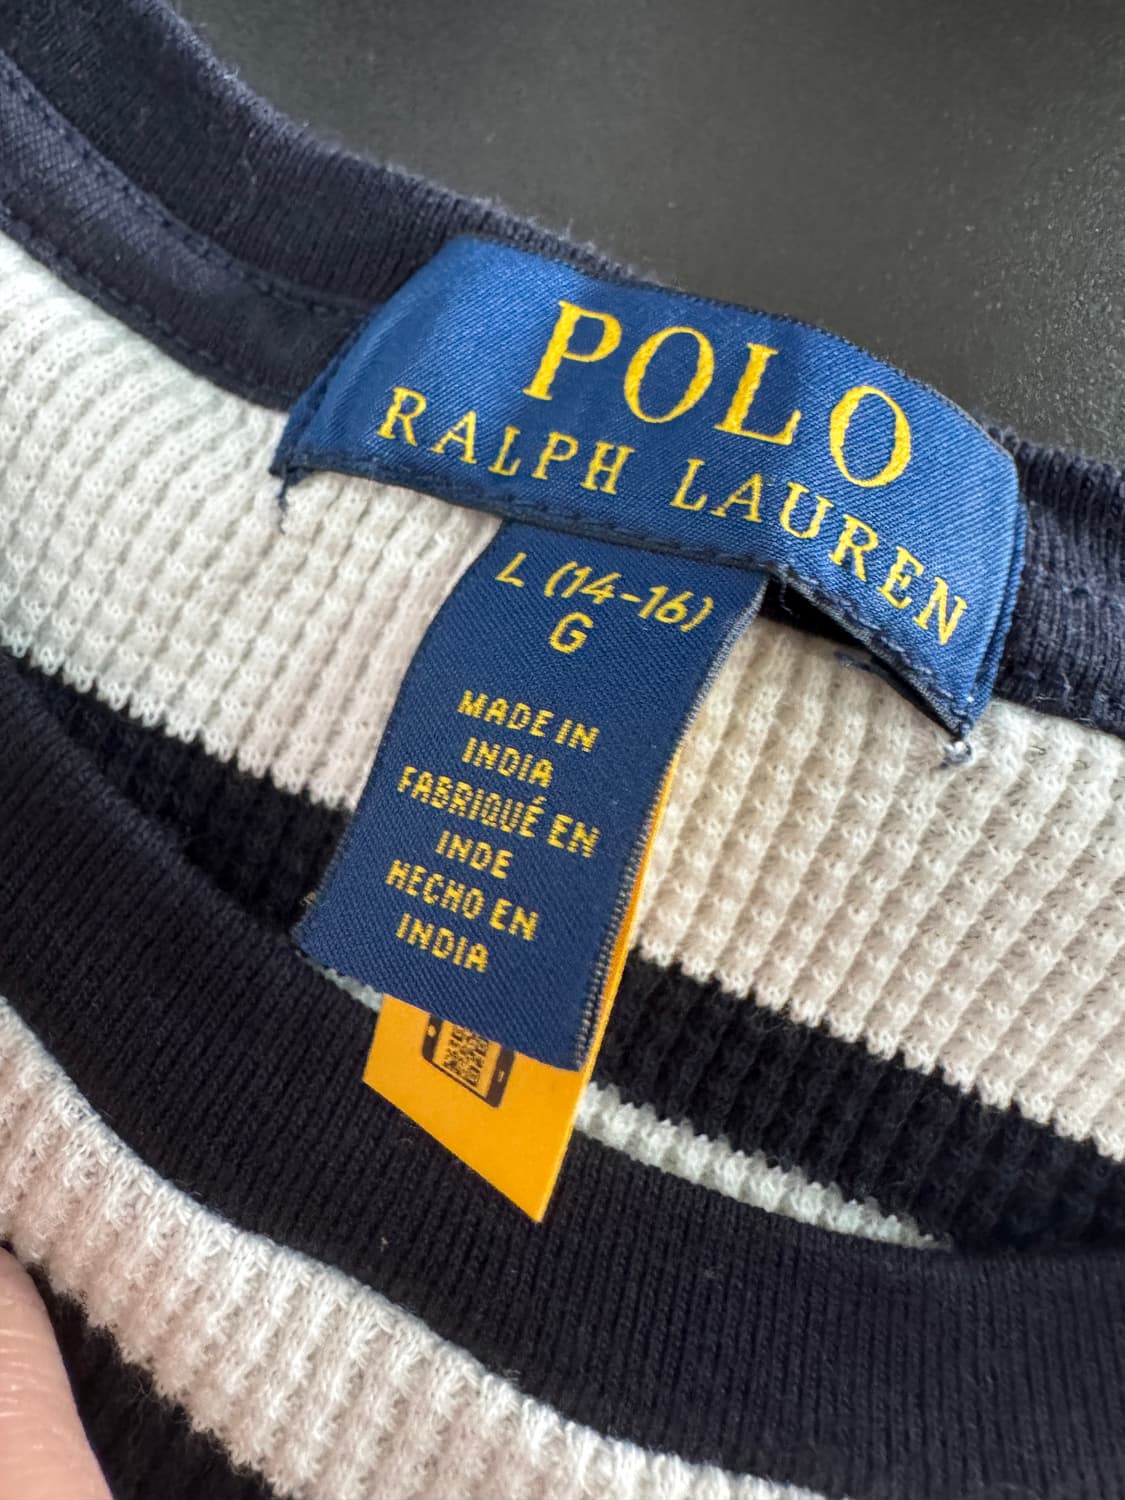 POLO
RALPH LAUREN
L (14-16)
G
MADE IN
INDIA
FABRIQUÉ EN
INDE
HECHO EN
INDIA